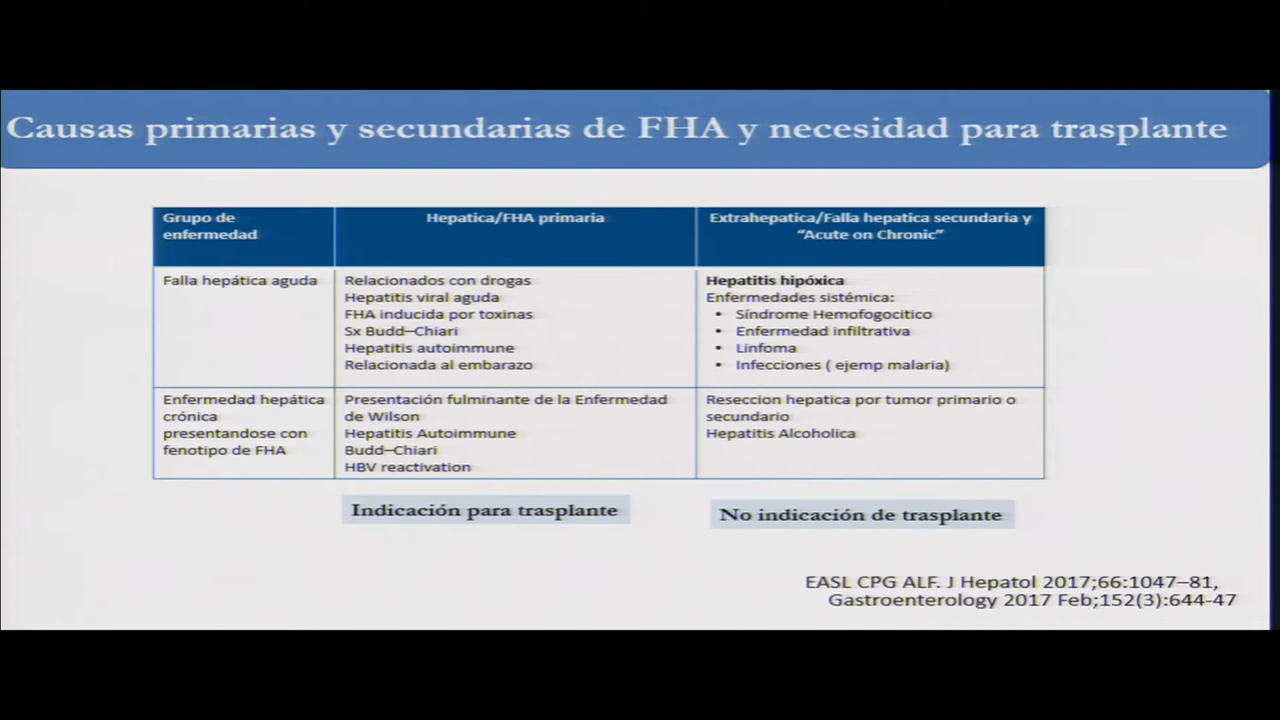 Causas primarias y secundarias de FHA y necesidad para trasplante
Grupo de
enfermedad
Hepatica/FHA primaria
Extrahepatica/Falla hepatica secundaria y
“Acute on Chronic”
Falla hepática aguda
Relacionados con drogas
Hepatitis viral aguda
FHA inducida por toxinas
Sx Budd–Chiari
Hepatitis autoimmune
Relacionada al embarazo
Hepatitis hipóxica
Enfermedades sistémica:
• Síndrome Hemofogocitico
• Enfermedad infiltrativa
• Linfoma
• Infecciones ( ejemp malaria)
Enfermedad hepática
crónica
presentandose con
fenotipo de FHA
Presentación fulminante de la Enfermedad
de Wilson
Hepatitis Autoimmune
Budd–Chiari
HBV reactivation
Reseccion hepatica por tumor primario o
secundario
Hepatitis Alcoholica
Indicación para trasplante
No indicación de trasplante
EASL CPG ALF. J Hepatol 2017;66:1047–81,
Gastroenterology 2017 Feb;152(3):644-47